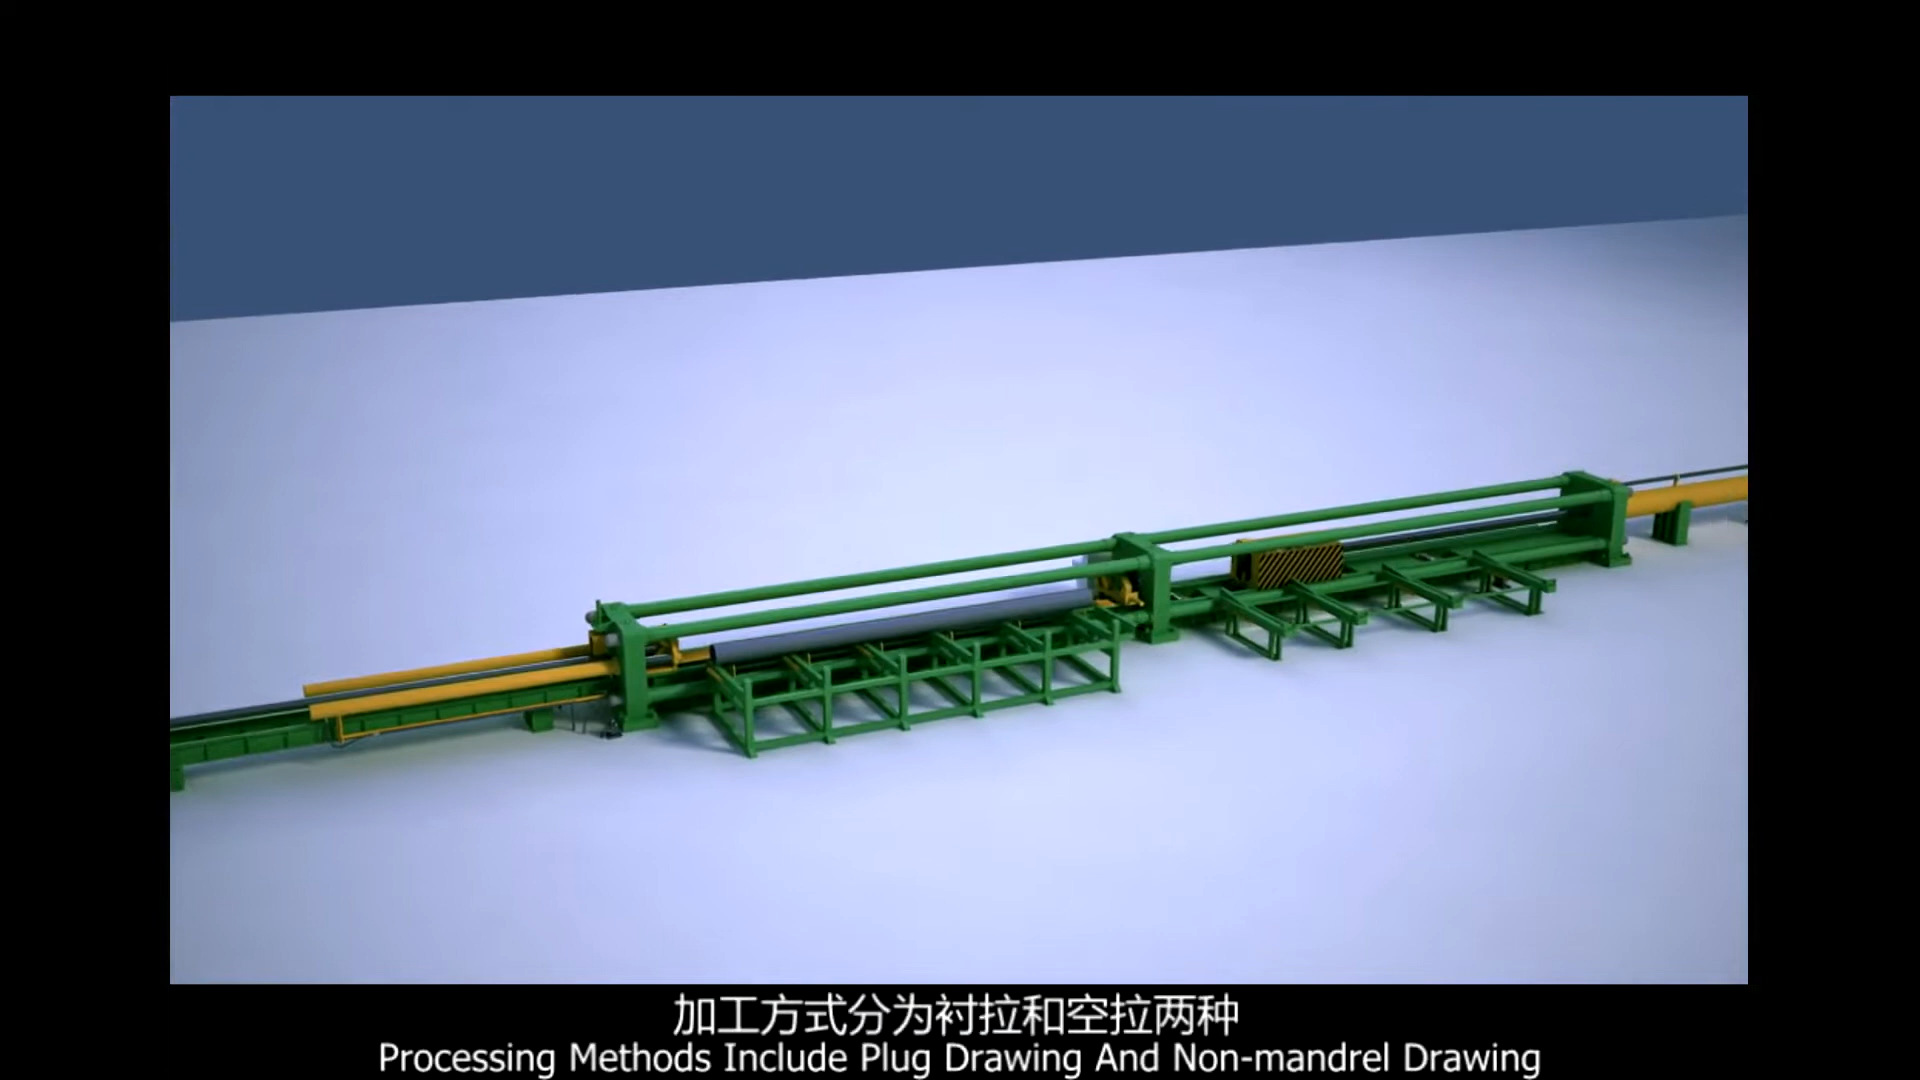 加工方式分为衬拉和空拉两种
Processing Methods Include Plug Drawing And Non-mandrel Drawing